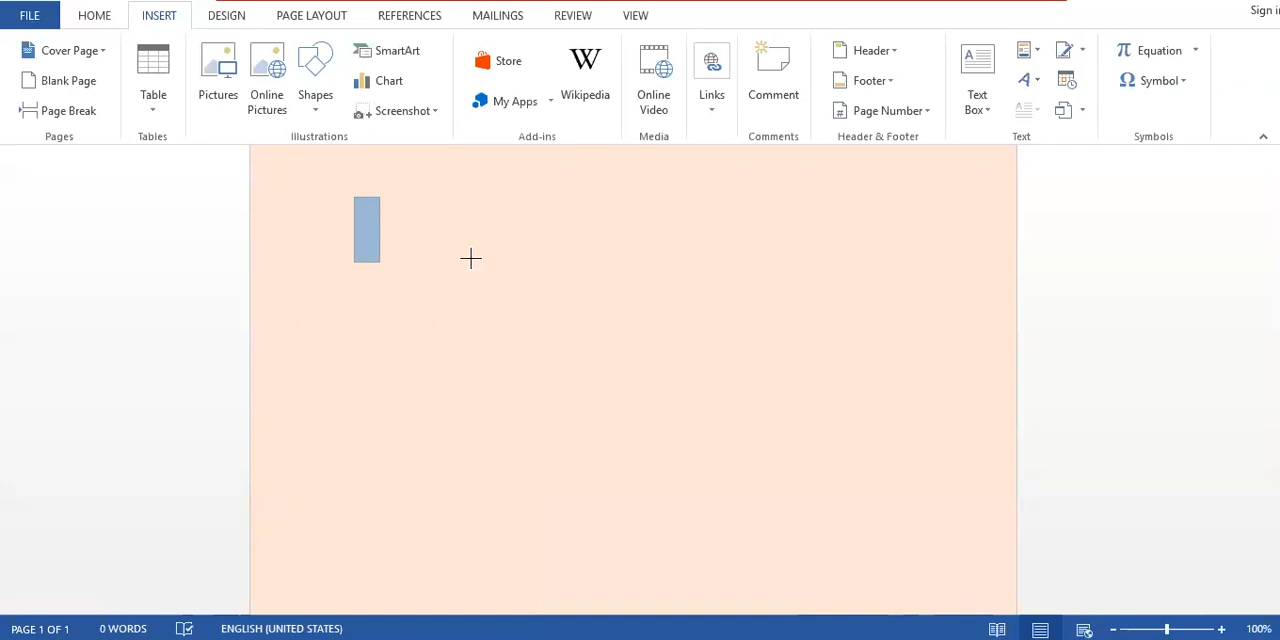 FILE HOME INSERT DESIGN PAGE LAYOUT REFERENCES MAILINGS REVIEW VIEW Sign i
Cover Page
Blank Page
Page Break
Pages
Table
Tables
Pictures
Online
Pictures
Shapes
SmartArt
Chart
Screenshot
Illustrations
Store
My Apps
W
Wikipedia
Add-ins
Online
Video
Media
Links
Comment
Comments
Header
Footer
# Page Number
Header & Footer
A
Text
Box
A
A
Text
π Equation
Ω Symbol
Symbols
PAGE 1 OF 1 0 WORDS ENGLISH (UNITED STATES) 100%